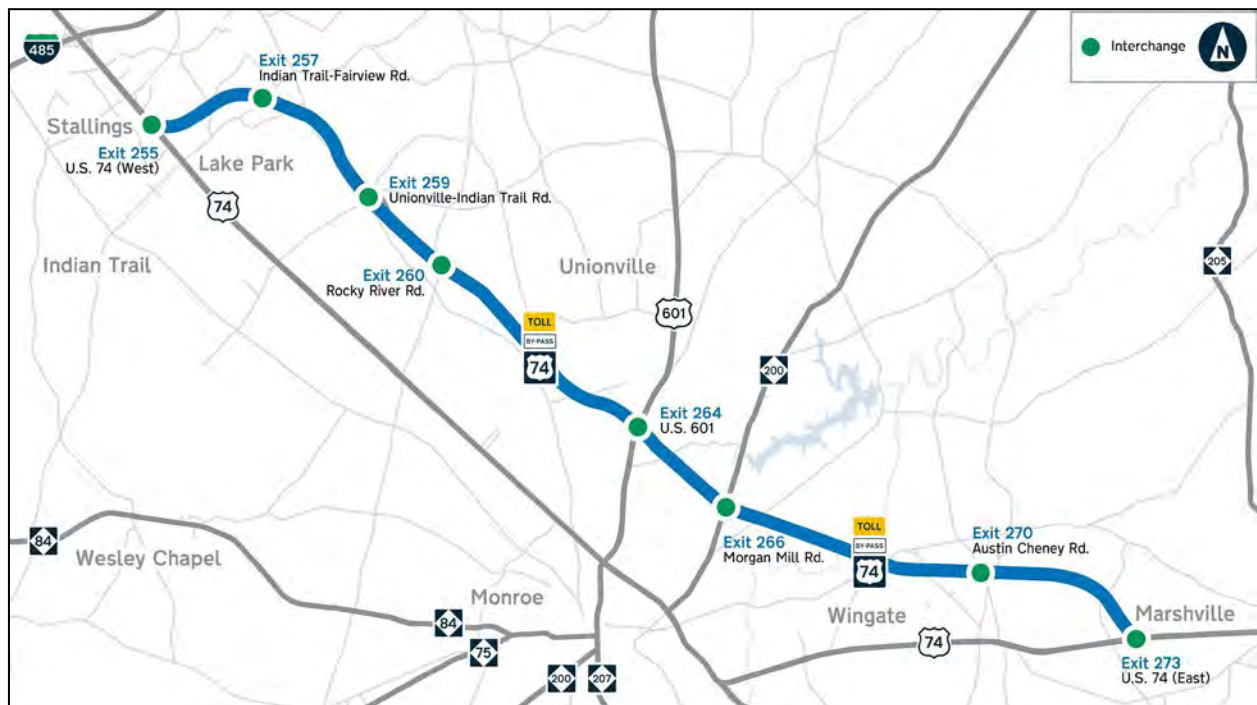 485
Exit 257
Indian Trail-Fairview Rd.
Interchange
N
Stallings
Exit 255
U.S. 74 (West)
Lake Park
74
Exit 259
Unionville-Indian Trail Rd.
Indian Trail
Exit 260
Rocky River Rd.
Unionville
205
601
TOLL
BY-PASS
74
200
Exit 264
U.S. 601
84
Wesley Chapel
Exit 266
Morgan Mill Rd.
TOLL
BY-PASS
74
Exit 270
Austin Cheney Rd.
Monroe
84
75
200
207
Wingate
74
Marshville
Exit 273
U.S. 74 (East)